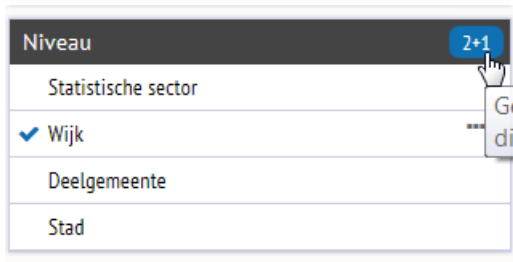 Niveau 2+1
Statistische sector
Wijk
Deelgemeente
Stad